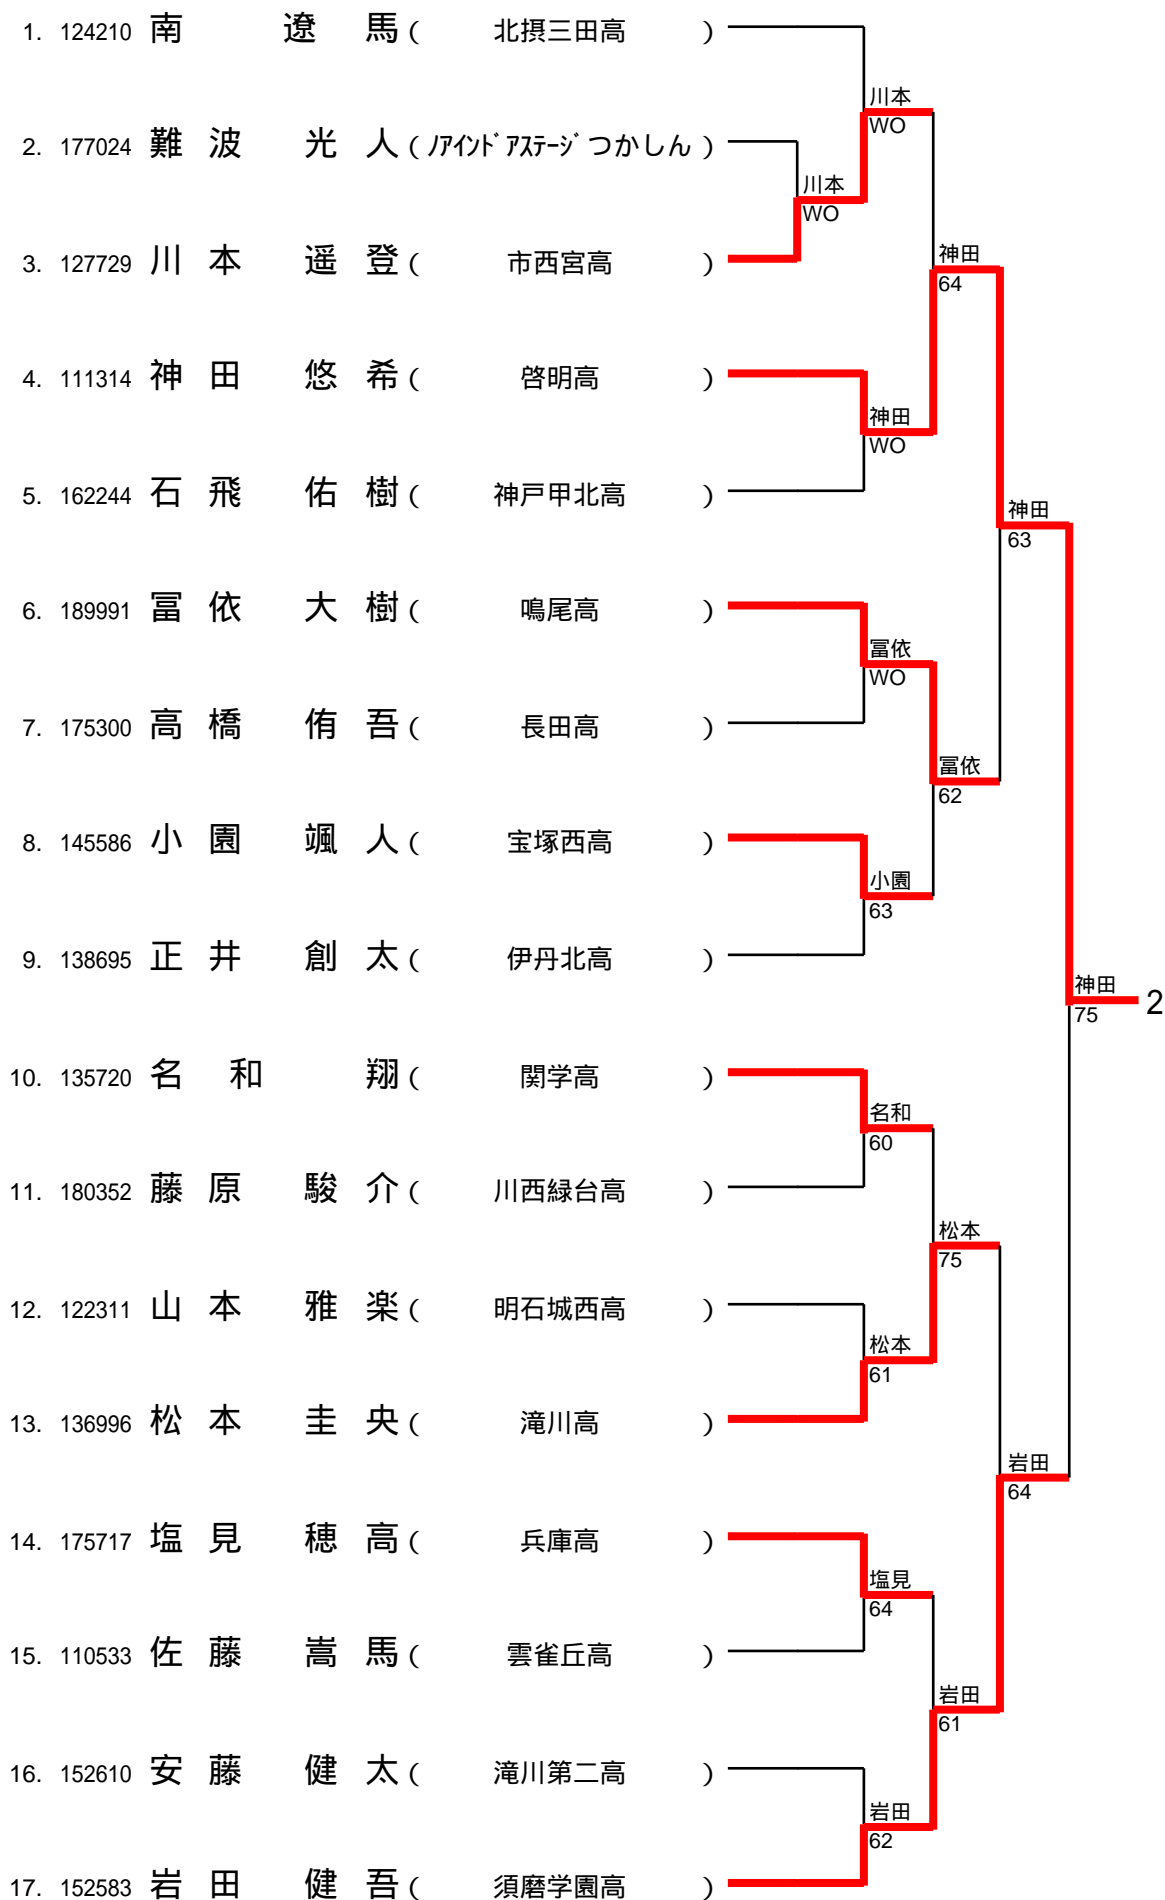 1. 124210 南 遼 馬 ( 北摂三田高 )
川本
WO
2. 177024 難 波 光 人 ( ﾉｱｲﾝﾄﾞｱｽﾃｰｼﾞつかしん )
川本
WO
3. 127729 川 本 遥 登 ( 市西宮高 )
神田
64
4. 111314 神 田 悠 希 ( 啓明高 )
神田
WO
5. 162244 石 飛 佑 樹 ( 神戸甲北高 )
神田
63
6. 189991 冨 依 大 樹 ( 鳴尾高 )
冨依
WO
7. 175300 高 橋 侑 吾 ( 長田高 )
冨依
62
8. 145586 小 園 颯 人 ( 宝塚西高 )
小園
63
9. 138695 正 井 創 太 ( 伊丹北高 )
神田
75
2
10. 135720 名 和 翔 ( 関学高 )
名和
60
11. 180352 藤 原 駿 介 ( 川西緑台高 )
松本
75
12. 122311 山 本 雅 楽 ( 明石城西高 )
松本
61
13. 136996 松 本 圭 央 ( 滝川高 )
岩田
64
14. 175717 塩 見 穂 高 ( 兵庫高 )
塩見
64
15. 110533 佐 藤 嵩 馬 ( 雲雀丘高 )
岩田
61
16. 152610 安 藤 健 太 ( 滝川第二高 )
岩田
62
17. 152583 岩 田 健 吾 ( 須磨学園高 )